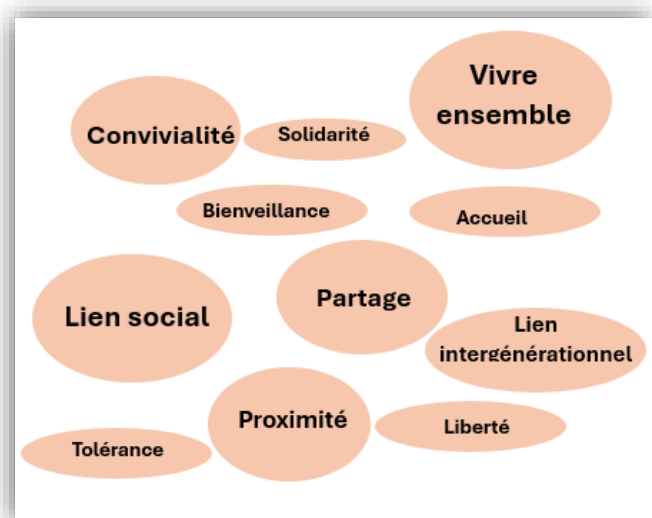 Vivre
ensemble
Convivialité
Solidarité
Bienveillance
Accueil
Lien social
Partage
Lien
intergénérationnel
Proximité
Liberté
Tolérance